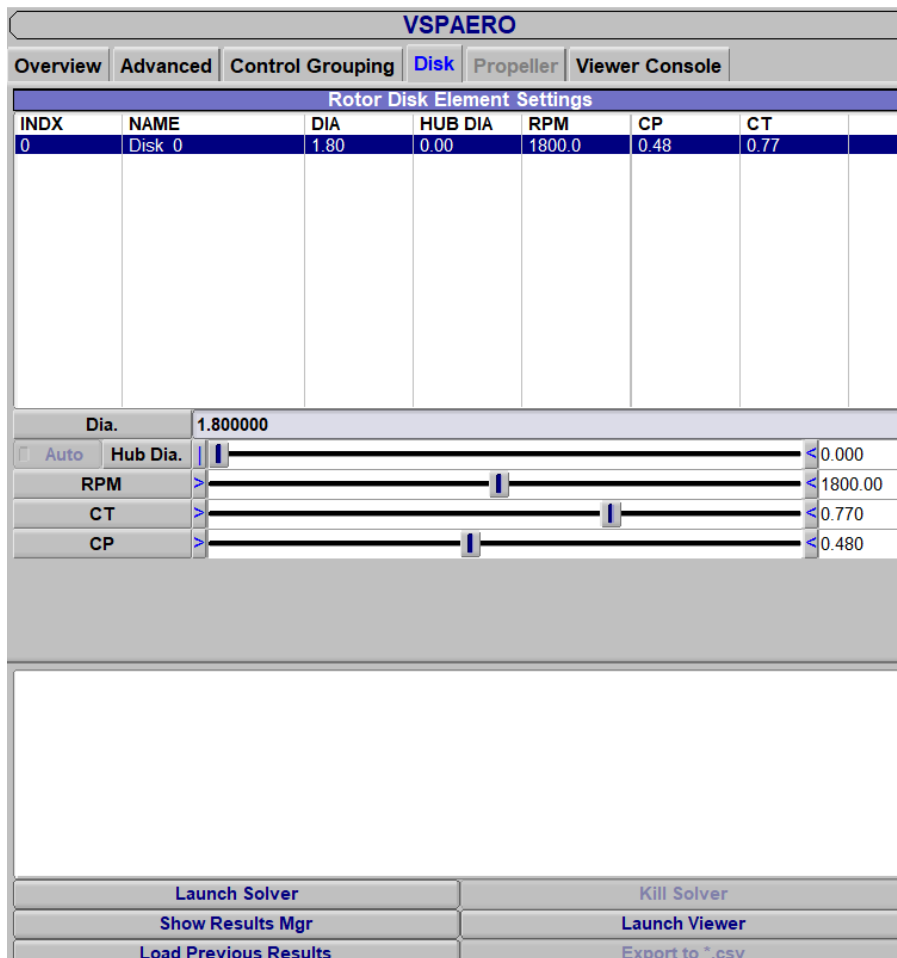 VSPAERO
Overview Advanced Control Grouping Disk Propeller Viewer Console
Rotor Disk Element Settings
INDX NAME DIA HUB DIA RPM CP CT
0 Disk_0 1.80 0.00 1800.0 0.48 0.77
Dia. 1.800000
Auto Hub Dia. | < 0.000
RPM > < 1800.00
CT > < 0.770
CP > < 0.480
Launch Solver Kill Solver
Show Results Mgr Launch Viewer
Load Previous Results Export to *.csv